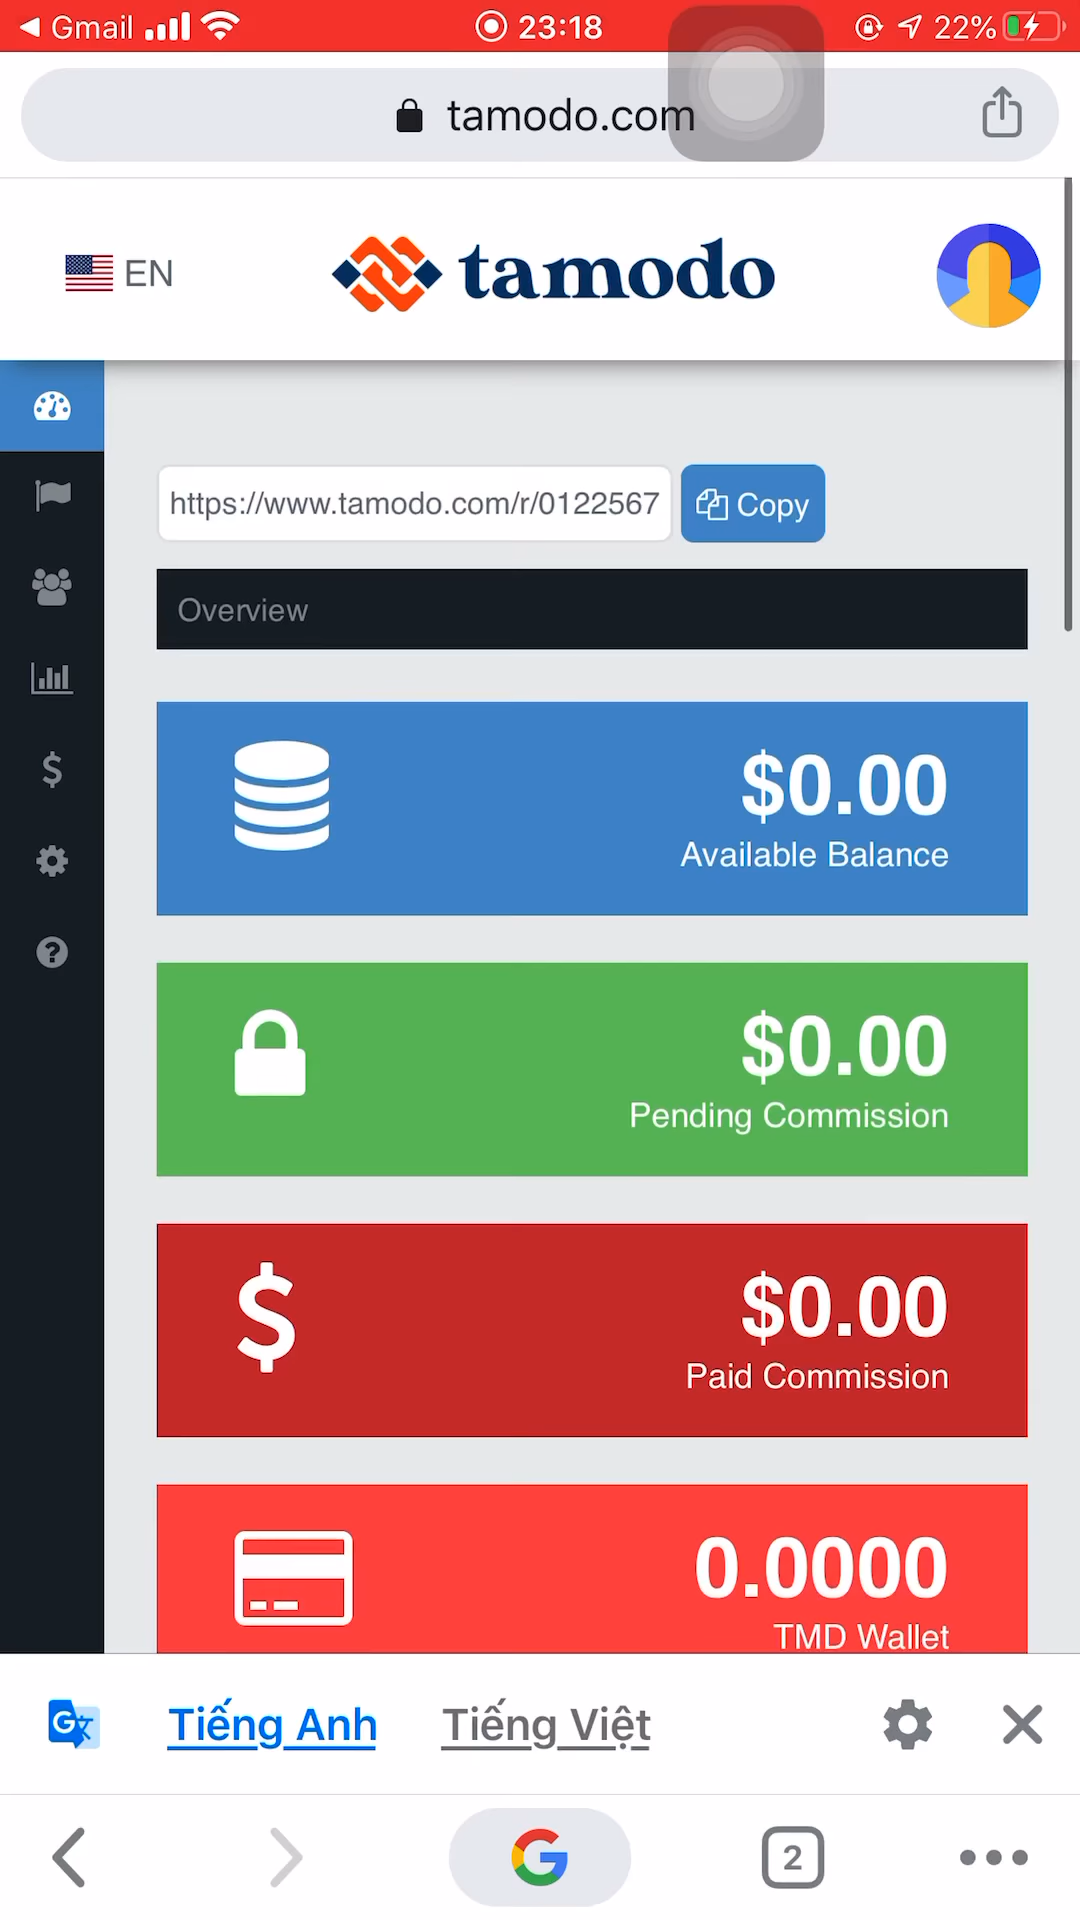 Gmail 23:18 22%
tamodo.com
EN tamodo
https://www.tamodo.com/r/0122567 Copy
Overview
$0.00
Available Balance
$0.00
Pending Commission
$0.00
Paid Commission
0.0000
TMD Wallet
Tiếng Anh Tiếng Việt
2